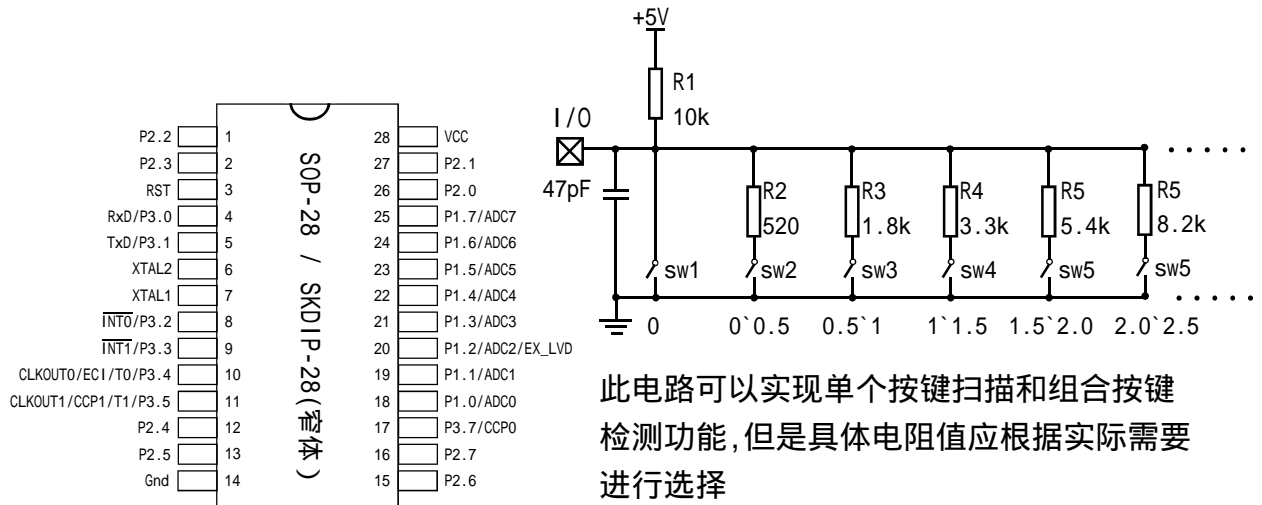 P2.2 1
P2.3 2
RST 3
RxD/P3.0 4
TxD/P3.1 5
XTAL2 6
XTAL1 7
INT0/P3.2 8
INT1/P3.3 9
CLKOUT0/ECI/T0/P3.4 10
CLKOUT1/CCP1/T1/P3.5 11
P2.4 12
P2.5 13
Gnd 14
SOP-28 / SKDIP-28(窄体)
28 VCC
27 P2.1
26 P2.0
25 P1.7/ADC7
24 P1.6/ADC6
23 P1.5/ADC5
22 P1.4/ADC4
21 P1.3/ADC3
20 P1.2/ADC2/EX_LVD
19 P1.1/ADC1
18 P1.0/ADC0
17 P3.7/CCP0
16 P2.7
15 P2.6
+5V
R1
10k
I/0
47pF
R2
520
R3
1.8k
R4
3.3k
R5
5.4k
R5
8.2k
sw1 sw2 sw3 sw4 sw5 sw5
0 0`0.5 0.5`1 1`1.5 1.5`2.0 2.0`2.5
此电路可以实现单个按键扫描和组合按键
检测功能,但是具体电阻值应根据实际需要
进行选择